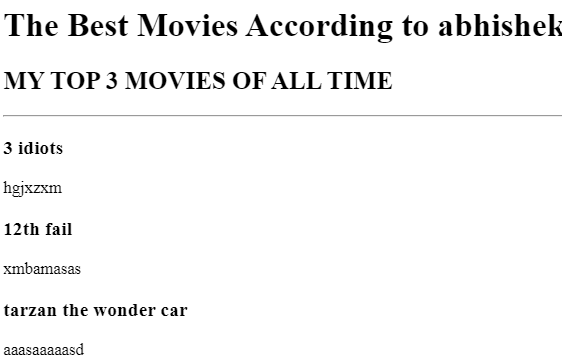 The Best Movies According to abhishek
MY TOP 3 MOVIES OF ALL TIME
3 idiots
hgjxzxm
12th fail
xmbamasas
tarzan the wonder car
aaasaaaaasd